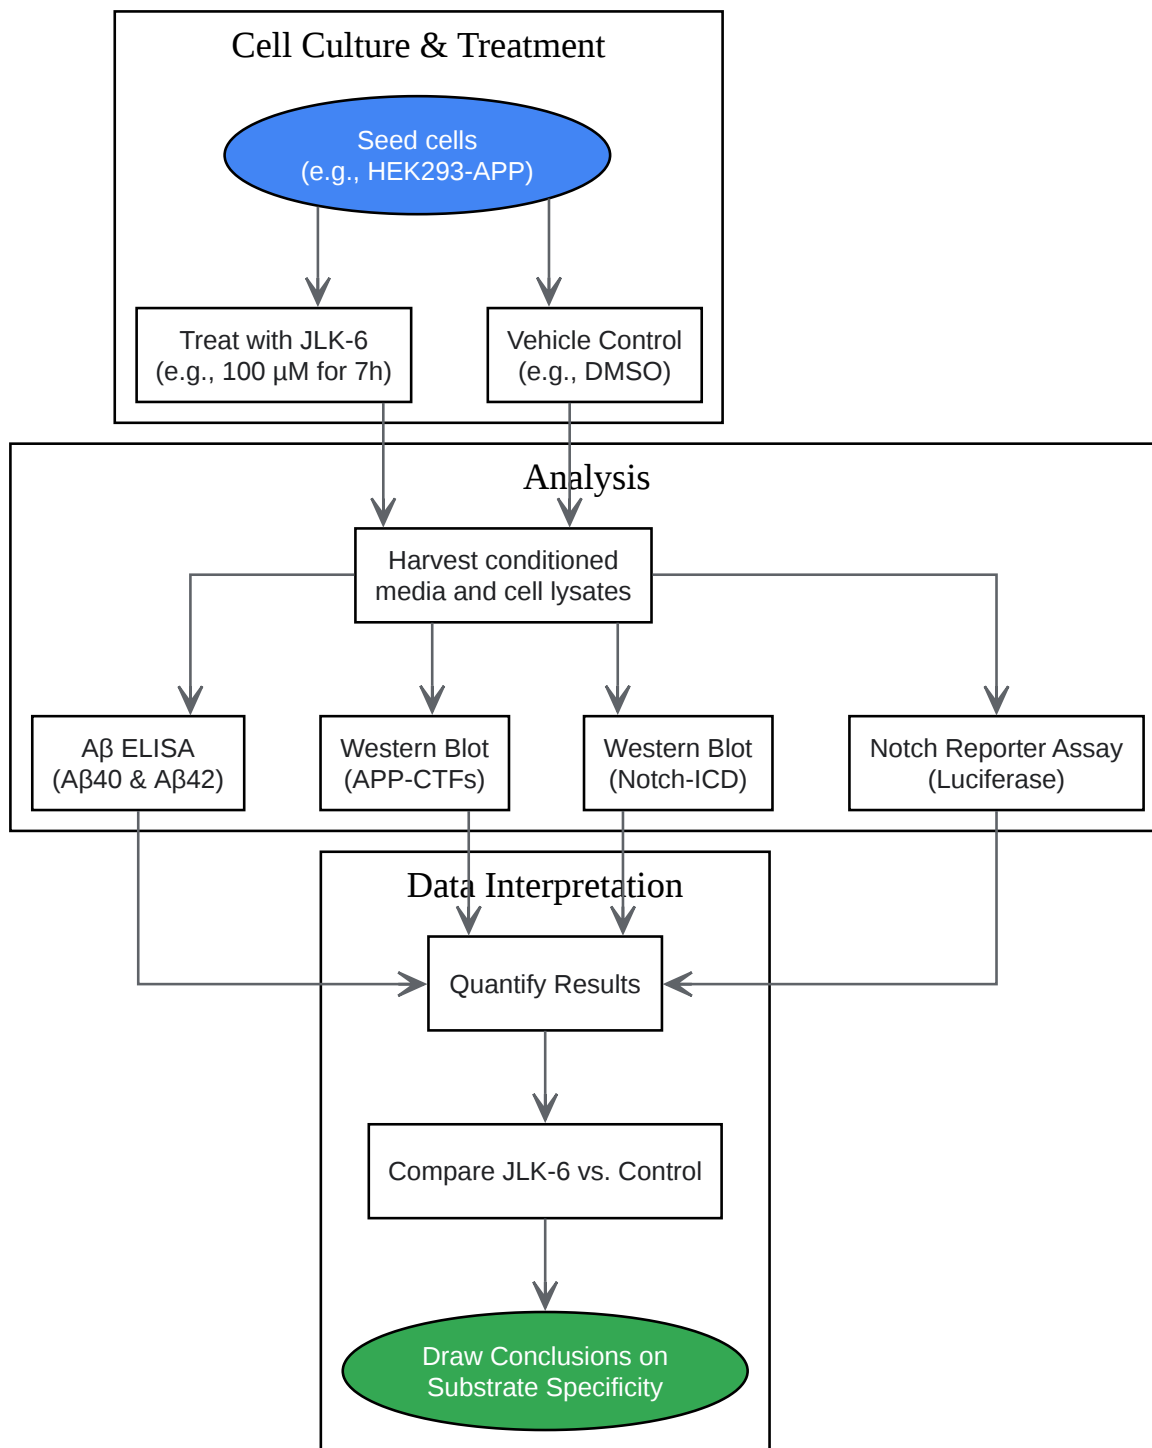 Cell Culture & Treatment
Seed cells
(e.g., HEK293-APP)
Treat with JLK-6
(e.g., 100 µM for 7h)
Vehicle Control
(e.g., DMSO)
Analysis
Harvest conditioned
media and cell lysates
Aβ ELISA
(Aβ40 & Aβ42)
Western Blot
(APP-CTFs)
Western Blot
(Notch-ICD)
Notch Reporter Assay
(Luciferase)
Data Interpretation
Quantify Results
Compare JLK-6 vs. Control
Draw Conclusions on
Substrate Specificity